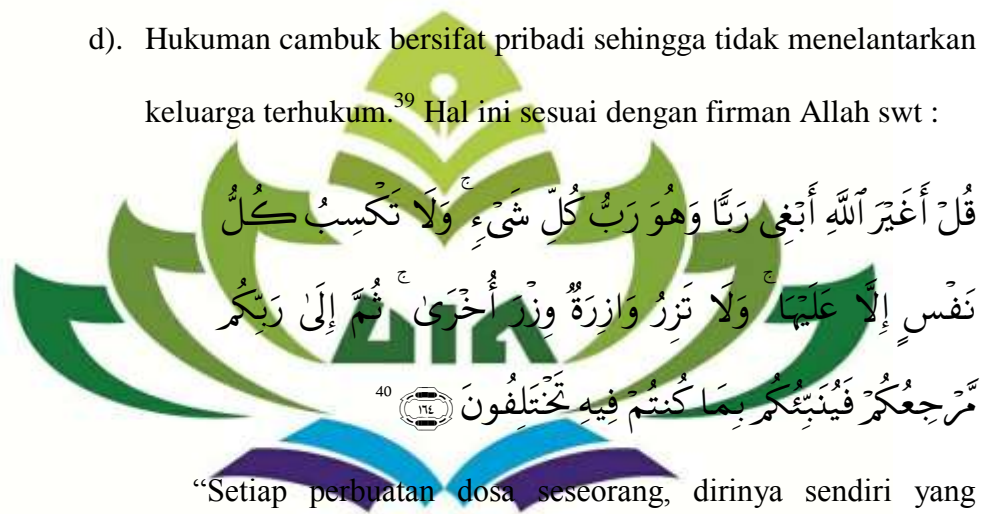 d). Hukuman cambuk bersifat pribadi sehingga tidak menelantarkan
keluarga terhukum.39 Hal ini sesuai dengan firman Allah swt :
قُلْ أَغَيْرَ ٱللَّهِ أَبْغِى رَبًّا وَهُوَ رَبُّ كُلِّ شَىْءٍ ۚ وَلَا تَكْسِبُ كُلُّ
نَفْسٍ إِلَّا عَلَيْهَا ۚ وَلَا تَزِرُ وَازِرَةٌ وِزْرَ أُخْرَىٰ ۚ ثُمَّ إِلَىٰ رَبِّكُم
مَّرْجِعُكُمْ فَيُنَبِّئُكُم بِمَا كُنتُمْ فِيهِ تَخْتَلِفُونَ ١٦٤ 40
“Setiap perbuatan dosa seseorang, dirinya sendiri yang